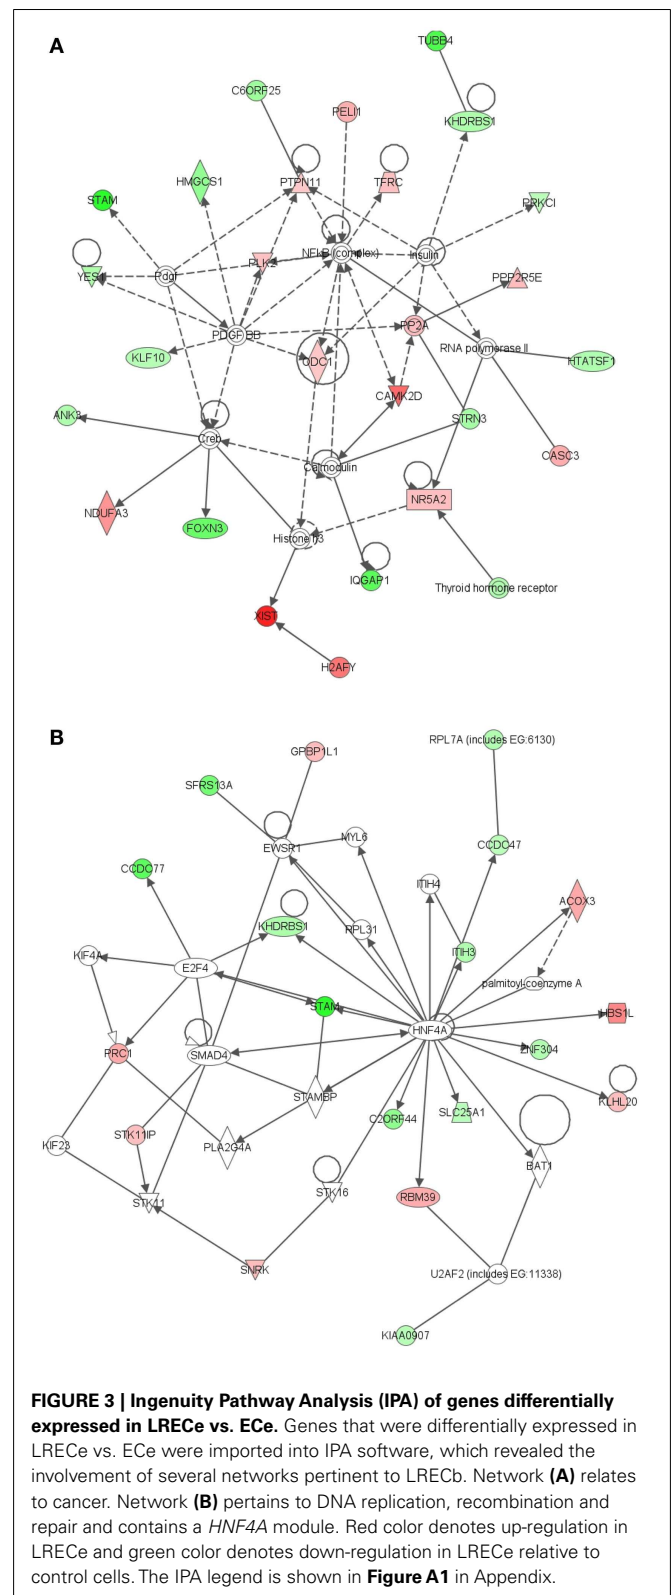 A
TUBB4
C6ORF25
PELI1
KHDRBS1
HMGCS1
PTPN11
TFRC
STAM
PRKCI
NFkB (complex)
Insulin
YES1
Pdgf
PLK2
PPP2R5E
PP2A
PDGF BB
RNA polymerase II
KLF10
CDC1
HTATSF1
CAMK2D
ANK3
STRN3
Creb
Calmodulin
CASC3
NR5A2
NDUFA3
FOXN3
Histone h3
IQGAP1
Thyroid hormone receptor
XIST
H2AFY
B
RPL7A (includes EG:6130)
GPBP1L1
SFRS13A
MYL6
EWSR1
CCDC47
CCDC77
ITIH4
ACOX3
KHDRBS1
RPL31
KIF4A
ITIH3
E2F4
palmitoyl-coenzyme A
STAM
HBS1L
HNF4A
PRC1
SMAD4
ZNF304
STAMBP
KLHL20
C2ORF44
SLC25A1
STK11IP
KIF23
PLA2G4A
BAT1
STK16
RBM39
STK11
SNRK
U2AF2 (includes EG:11338)
KIAA0907
FIGURE 3 | Ingenuity Pathway Analysis (IPA) of genes differentially
expressed in LRECe vs. ECe. Genes that were differentially expressed in
LRECe vs. ECe were imported into IPA software, which revealed the
involvement of several networks pertinent to LRECb. Network (A) relates
to cancer. Network (B) pertains to DNA replication, recombination and
repair and contains a HNF4A module. Red color denotes up-regulation in
LRECe and green color denotes down-regulation in LRECe relative to
control cells. The IPA legend is shown in Figure A1 in Appendix.